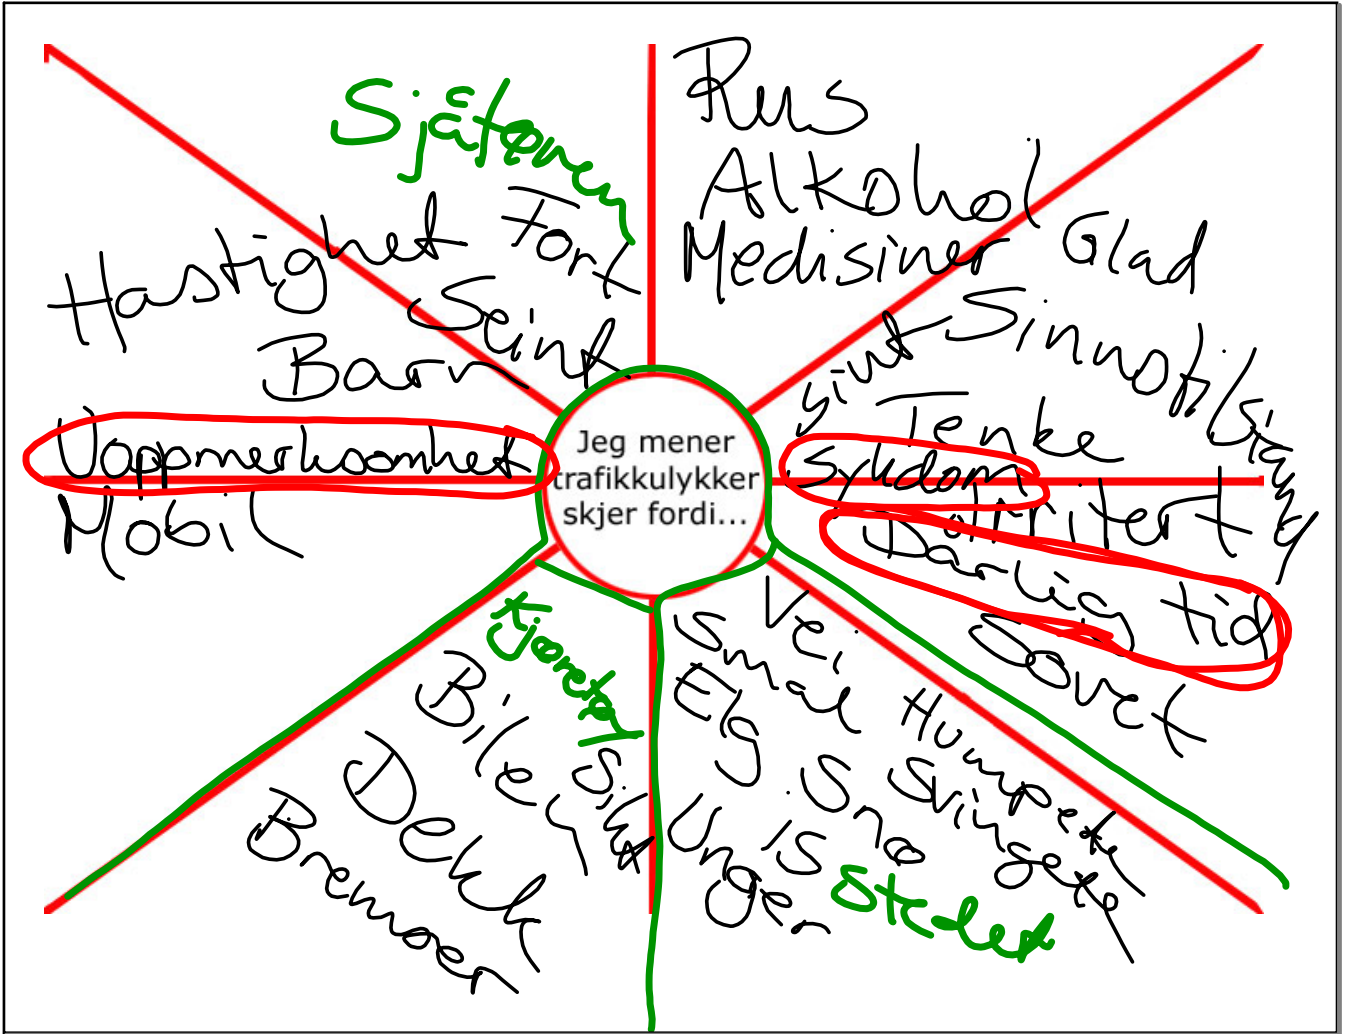 Sjåføren
Hastighet
Fort
Seint
Barn
Uoppmerksomhet
Mobil
Rus
Alkohol
Medisiner
Glad
Sinnstilstand
Sint
Tenke
sykdom
Irritert
Dårlig tid
Sovet
Jeg mener
trafikkulykker
skjer fordi...
Kjøretøy
Biler
Sikt
Dekk
Bremser
Vei
smal
Humpete
Elg
Snø
Svingete
Is
Unger
Stedet